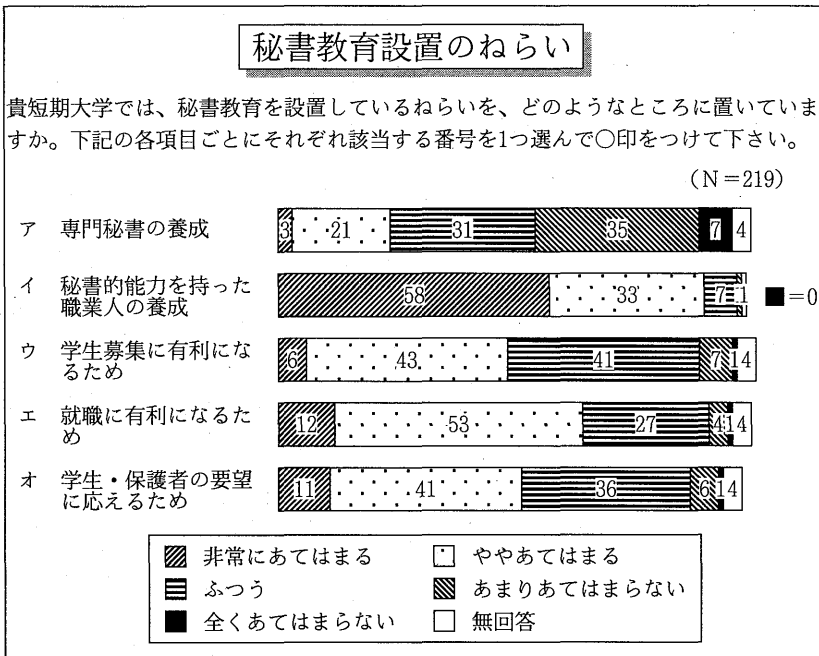 秘書教育設置のねらい
貴短期大学では、秘書教育を設置しているねらいを、どのようなところに置いていま
すか。下記の各項目ごとにそれぞれ該当する番号を1つ選んで○印をつけて下さい。
(N=219)
ア 専門秘書の養成 3 21 31 35 7 4
イ 秘書的能力を持った
職業人の養成 58 33 7 1 ■=0
ウ 学生募集に有利にな
るため 6 43 41 7 1 4
エ 就職に有利になるた
め 12 53 27 4 1 4
オ 学生・保護者の要望
に応えるため 11 41 36 6 1 4
非常にあてはまる ややあてはまる
ふつう あまりあてはまらない
全くあてはまらない 無回答